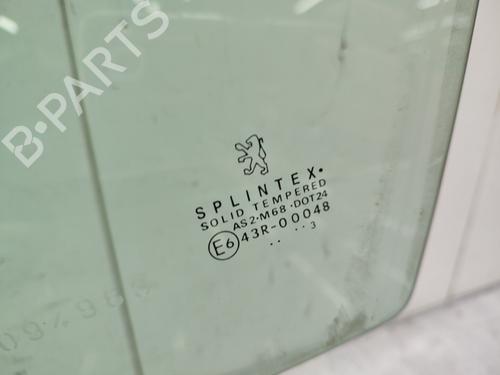 B-PARTS
SPLINTEX.
SOLID TEMPERED
AS2·M68·DOT24
E6 43R-00048
.. ..3